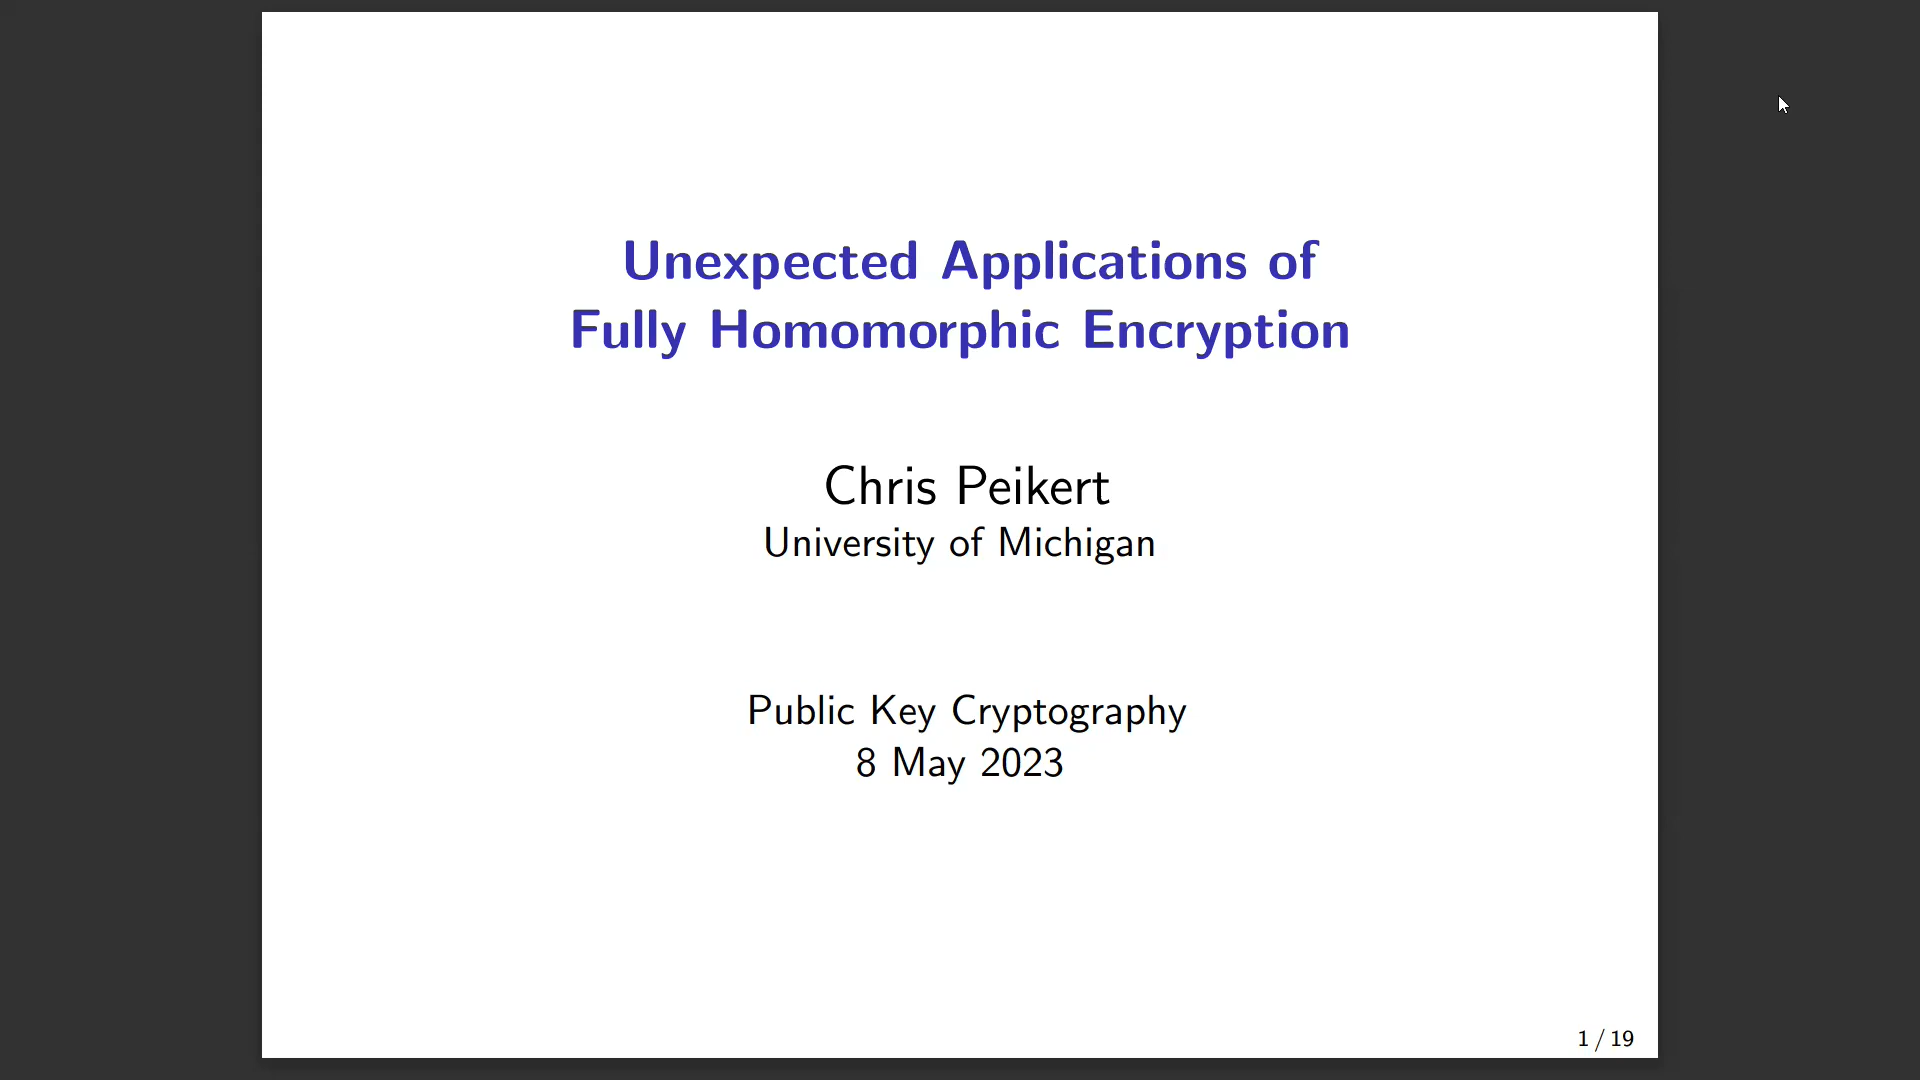 Unexpected Applications of
Fully Homomorphic Encryption
Chris Peikert
University of Michigan
Public Key Cryptography
8 May 2023
1 / 19